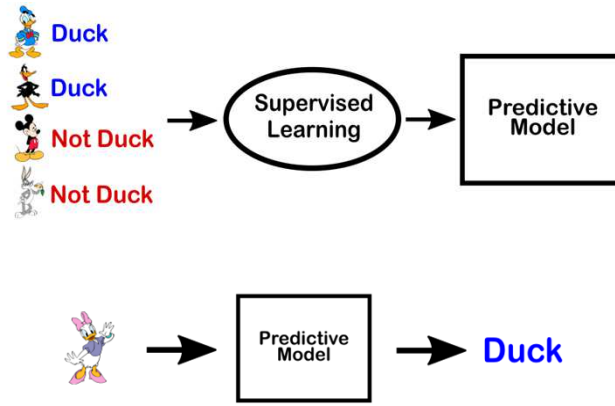 Duck
Duck
Not Duck
Not Duck
Supervised
Learning
Predictive
Model
Predictive
Model
Duck